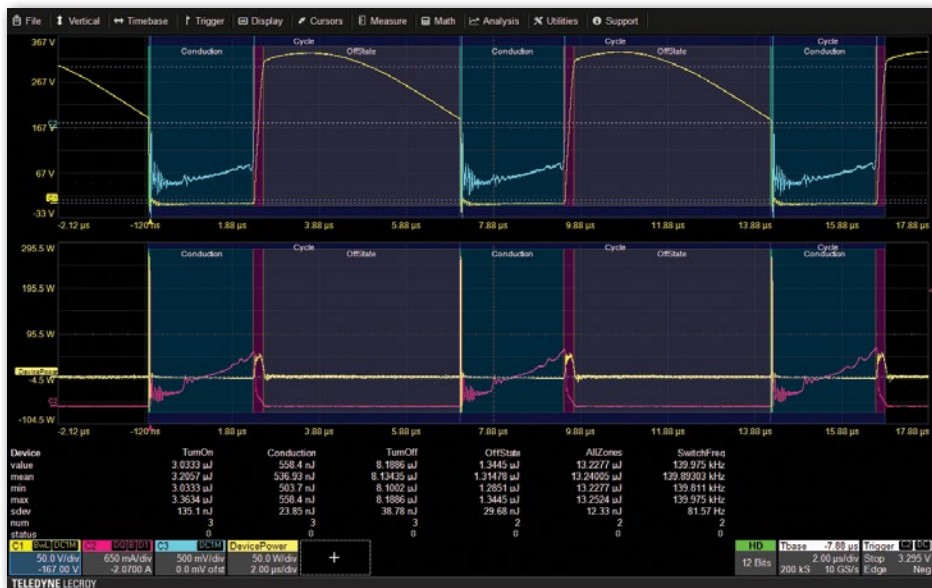 File Vertical Timebase Trigger Display Cursors Measure Math Analysis Utilities Support
367 V
267 V
167 V
67 V
-33 V
C3
C1
Cycle Cycle Cycle
Conduction OffState Conduction OffState Conduction
-2.12 µs -120 ns 1.88 µs 3.88 µs 5.88 µs 7.88 µs 9.88 µs 11.88 µs 13.88 µs 15.88 µs 17.88 µs
295.5 W
195.5 W
95.5 W
DevicePower
-4.5 W
C2
-104.5 W
Cycle Cycle Cycle
Conduction OffState Conduction OffState Conduction
-2.12 µs -120 ns 1.88 µs 3.88 µs 5.88 µs 7.88 µs 9.88 µs 11.88 µs 13.88 µs 15.88 µs 17.88 µs
Device TurnOn Conduction TurnOff OffState AllZones SwitchFreq
value 3.0333 µJ 558.4 nJ 8.1886 µJ 1.3445 µJ 13.2277 µJ 139.975 kHz
mean 3.2057 µJ 536.93 nJ 8.13435 µJ 1.31478 µJ 13.24005 µJ 139.89303 kHz
min 3.0333 µJ 503.7 nJ 8.1002 µJ 1.2851 µJ 13.2277 µJ 139.811 kHz
max 3.3634 µJ 558.4 nJ 8.1886 µJ 1.3445 µJ 13.2524 µJ 139.975 kHz
sdev 135.1 nJ 23.85 nJ 38.78 nJ 29.68 nJ 12.33 nJ 81.57 Hz
num 3 3 3 2 2 2
status
C1 BwL DC1M C2 C3 DC1M DevicePower HD Tbase -7.88 µs Trigger C2 DC
50.0 V/div 650 mA/div 500 mV/div 50.0 W/div 12 Bits 2.00 µs/div Stop 3.295 V
-167.00 V -2.0700 A 0.0 mV ofst 2.00 µs/div 200 kS 10 GS/s Edge Neg
+
TELEDYNE LECROY